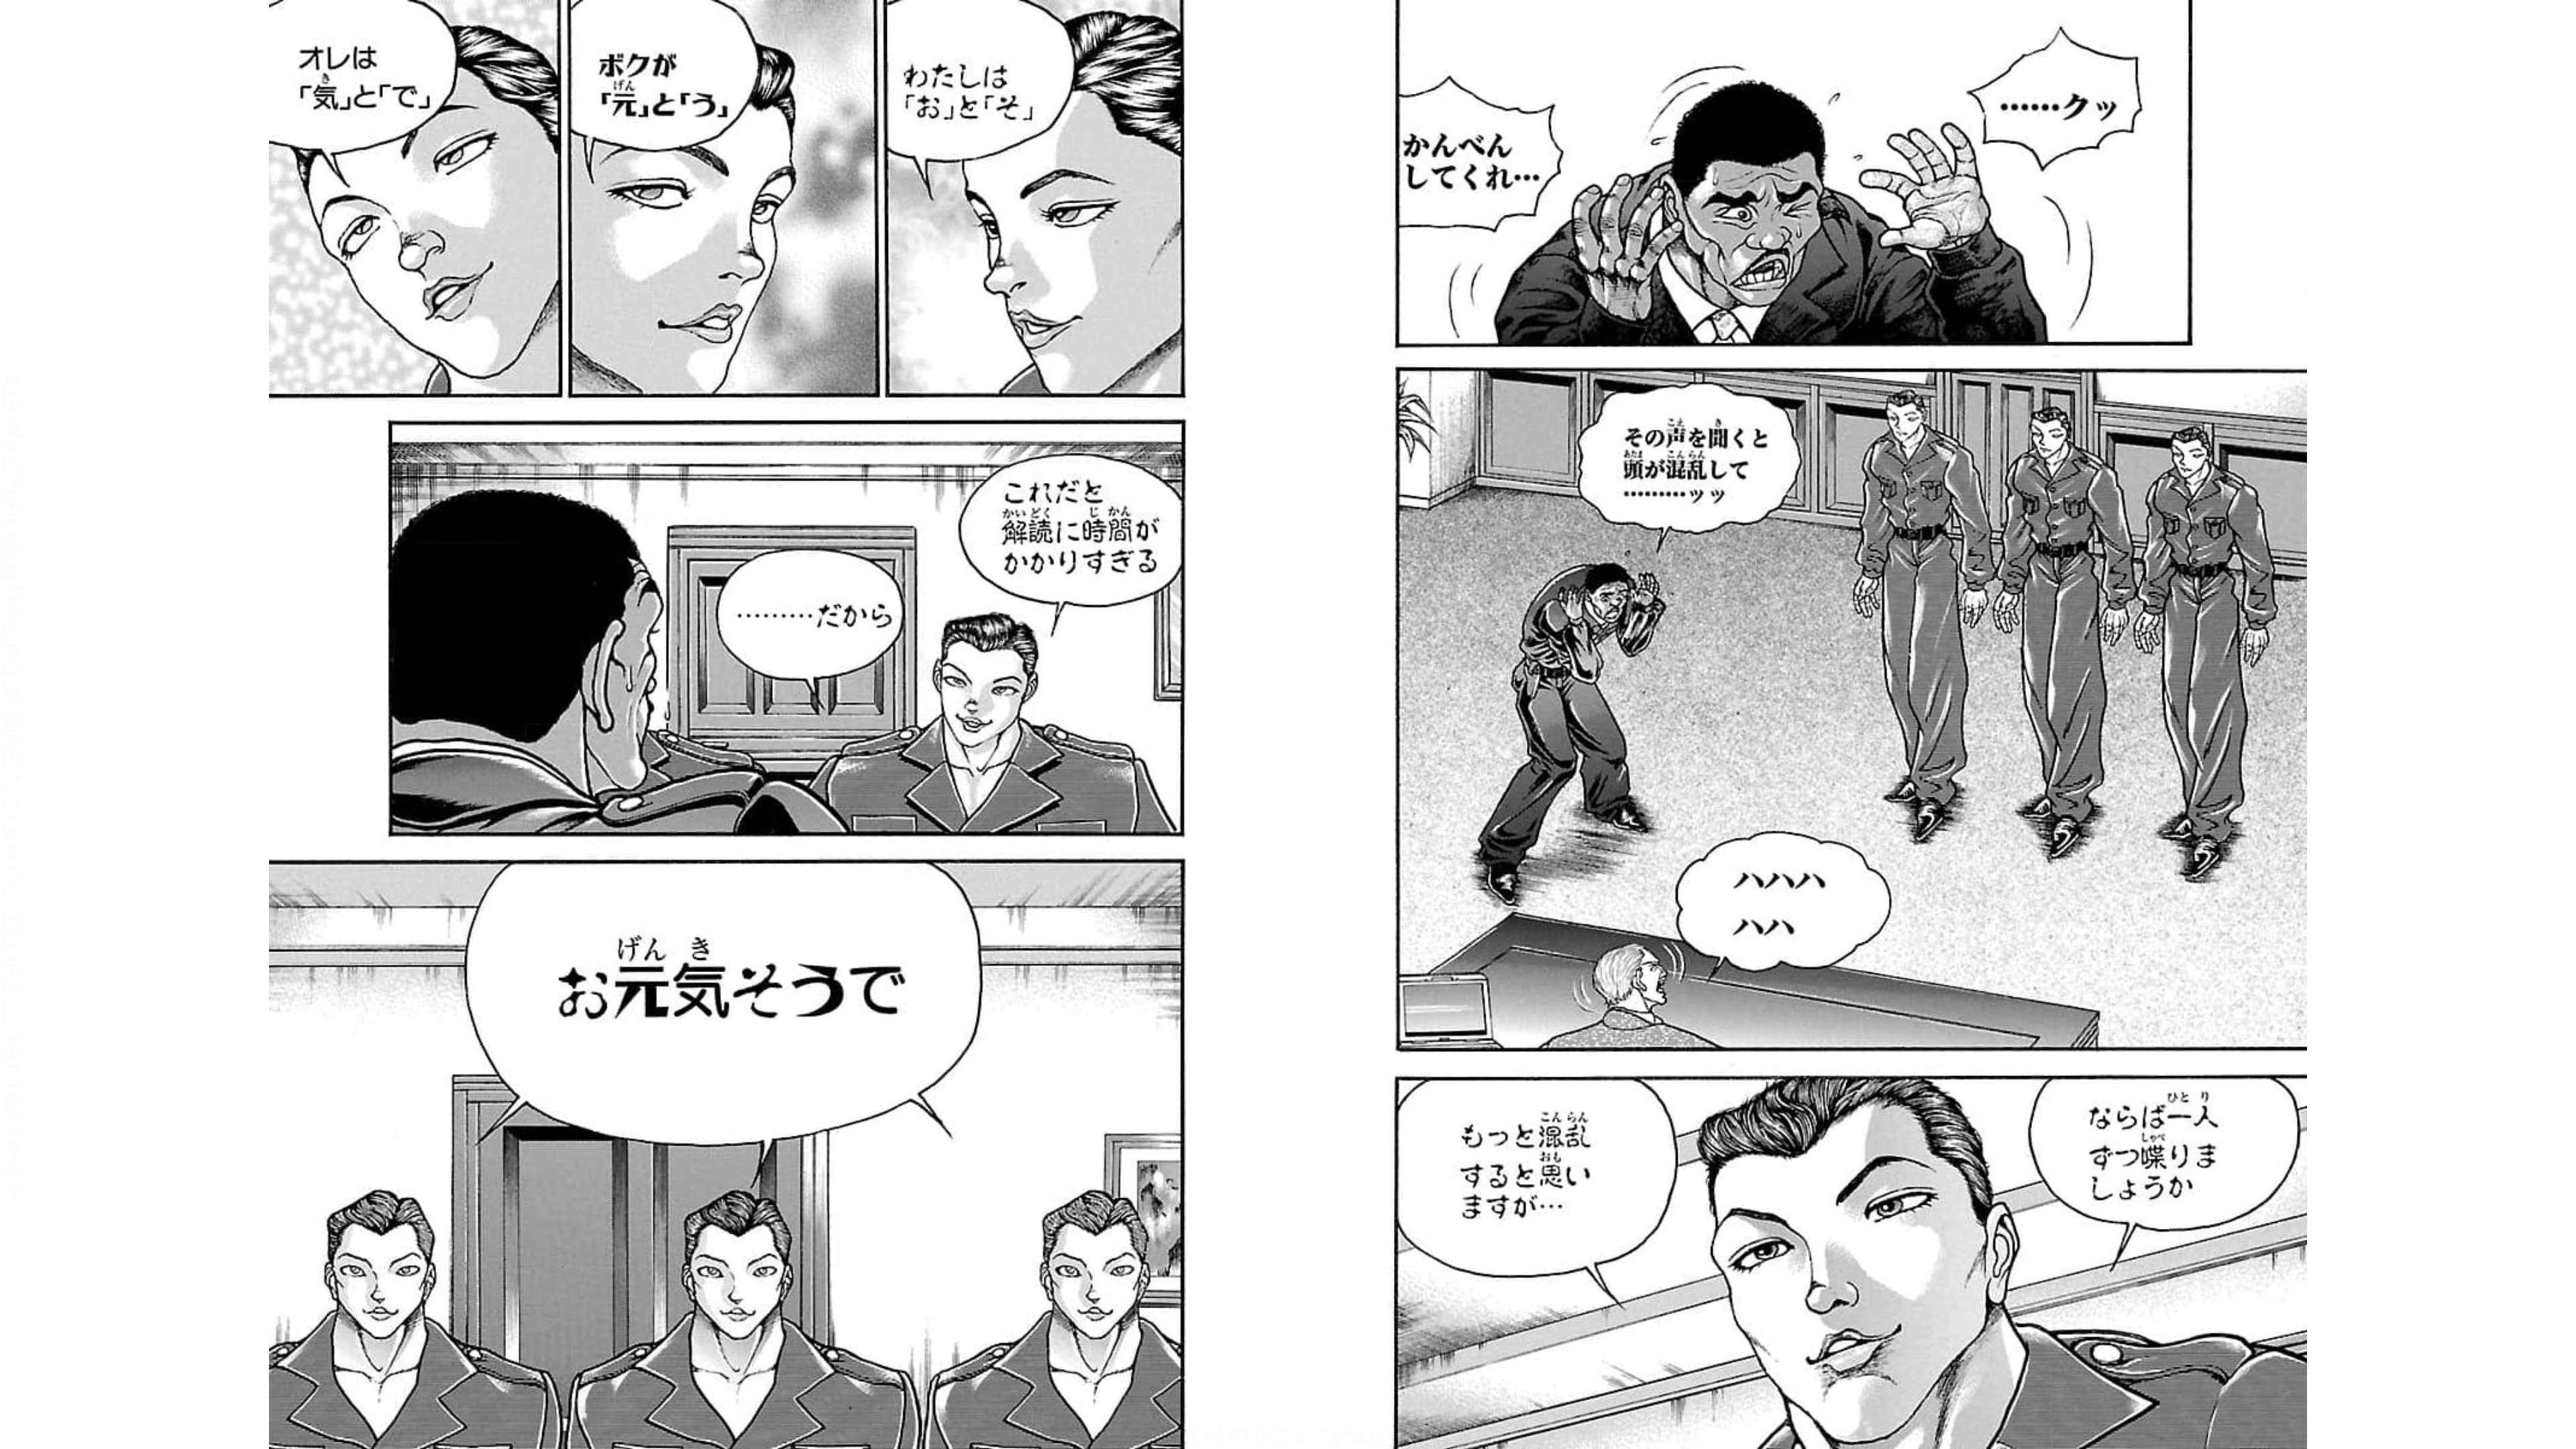 ……クッ
かんべん
してくれ…
その声を聞くと
頭が混乱して
………ッッ
ハハハ
ハハ
ならば一人
ずつ喋りま
しょうか
もっと混乱
すると思い
ますが…
わたしは
「お」と「そ」
ボクが
「元」と「う」
オレは
「気」と「で」
これだと
解読に時間が
かかりすぎる
………だから
お元気そうで